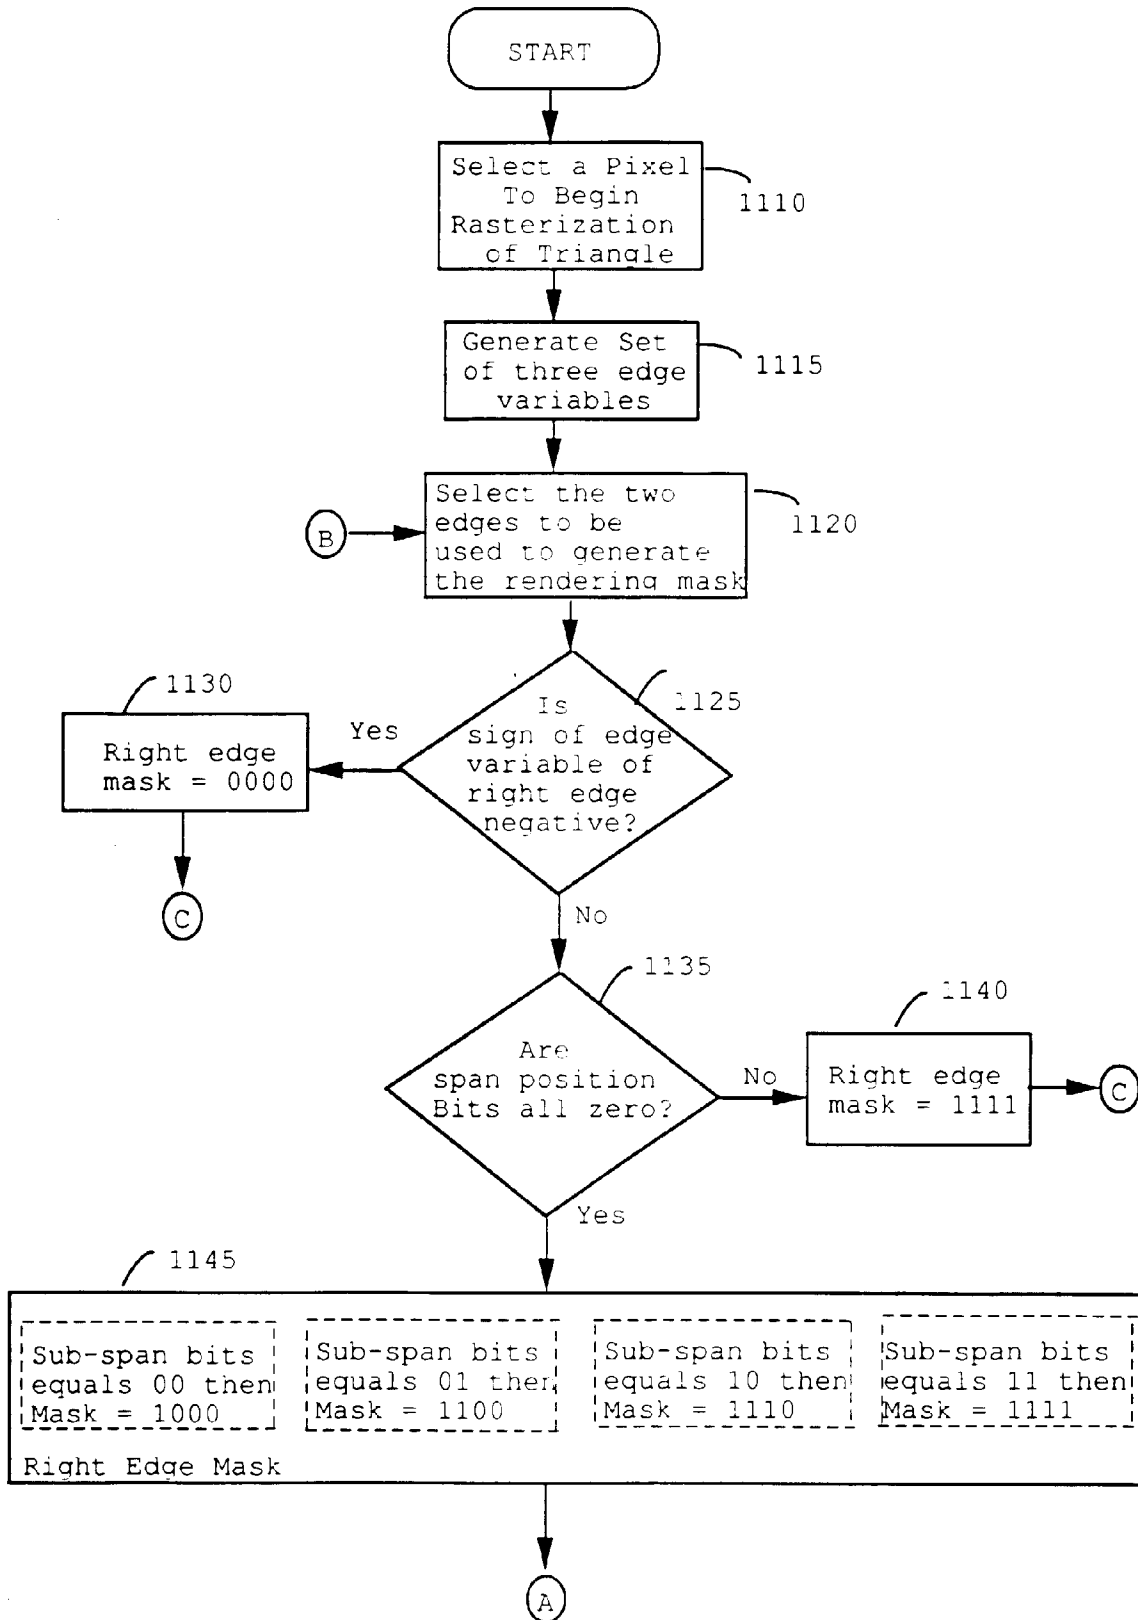 START
Select a Pixel
To Begin
Rasterization
of Triangle
1110
Generate Set
of three edge
variables
1115
Select the two
edges to be
used to generate
the rendering mask
1120
B
Is
sign of edge
variable of
right edge
negative?
1125
Yes
1130
Right edge
mask = 0000
C
No
Are
span position
Bits all zero?
1135
No
1140
Right edge
mask = 1111
C
Yes
1145
Sub-span bits
equals 00 then
Mask = 1000
Sub-span bits
equals 01 then
Mask = 1100
Sub-span bits
equals 10 then
Mask = 1110
Sub-span bits
equals 11 then
Mask = 1111
Right Edge Mask
A